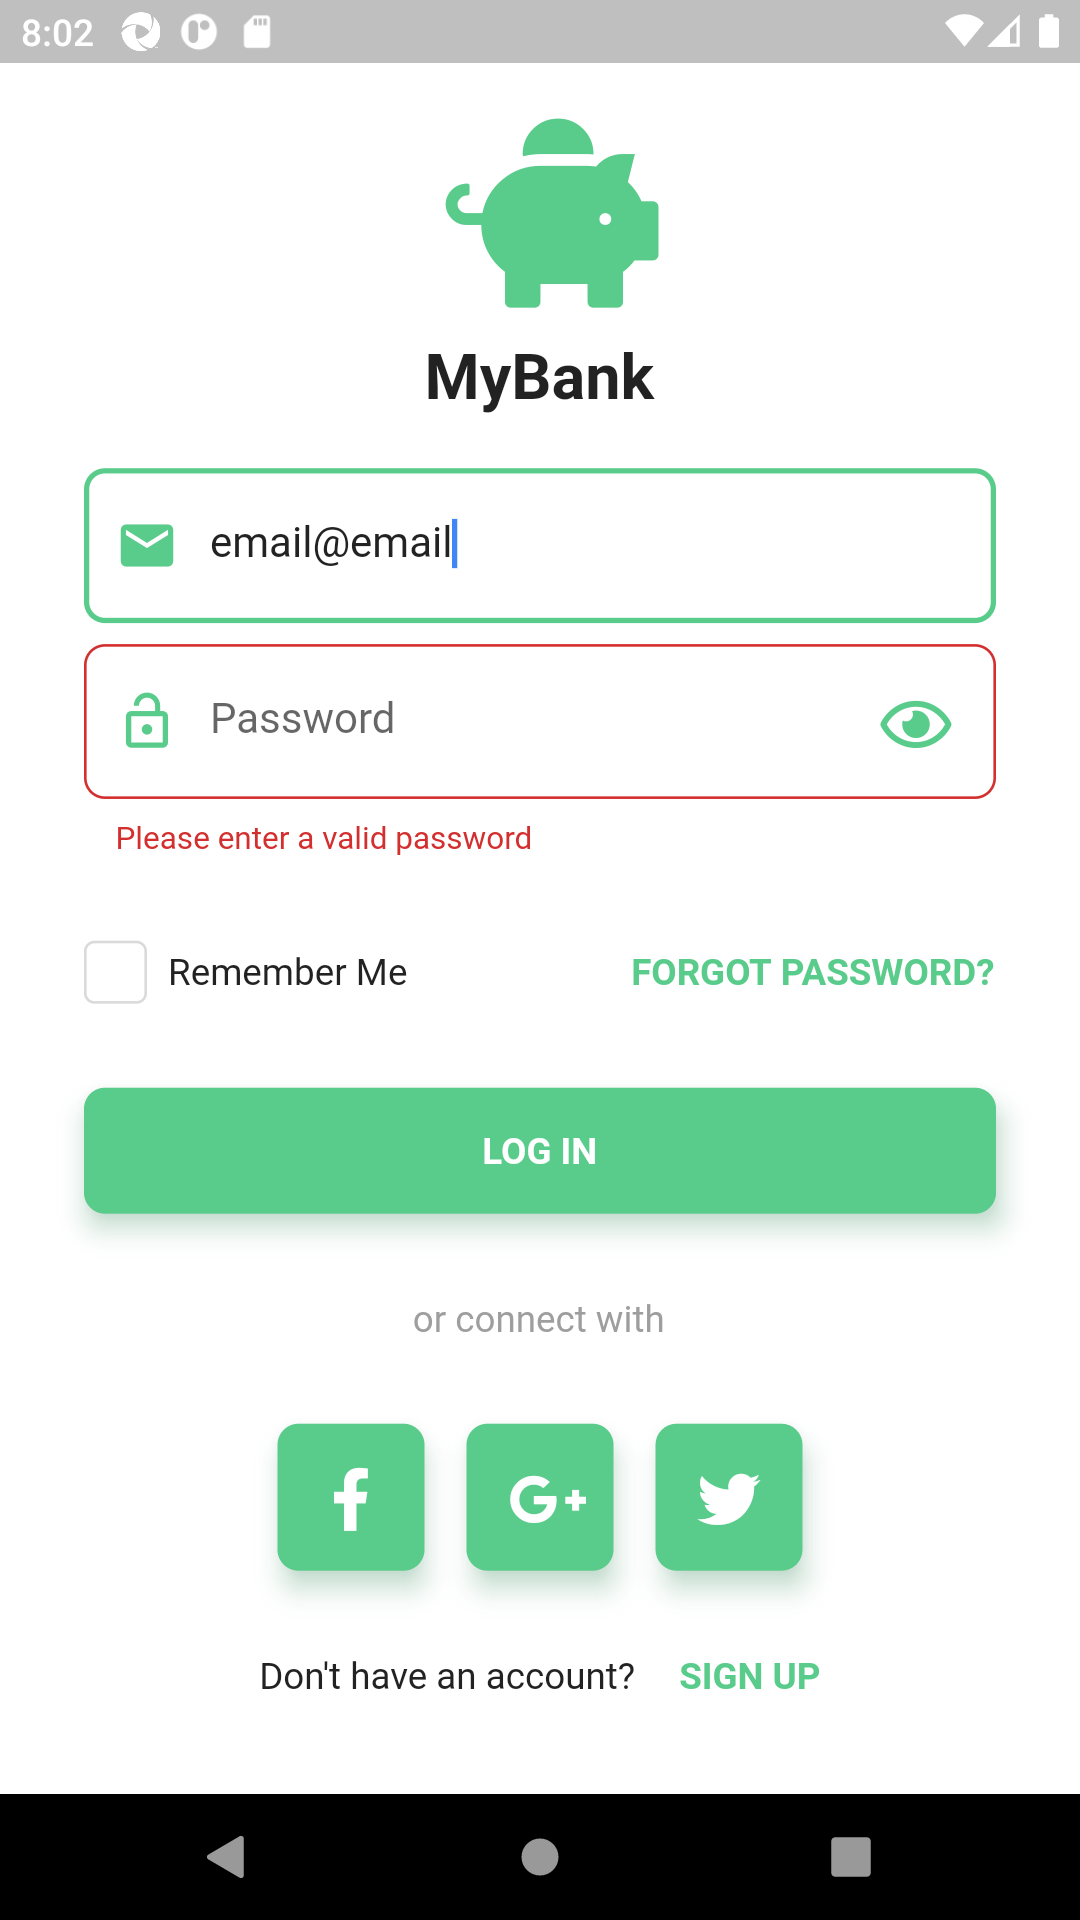 8:02
MyBank
email@email
Password
Please enter a valid password
Remember Me FORGOT PASSWORD?
LOG IN
or connect with
G+
Don't have an account? SIGN UP